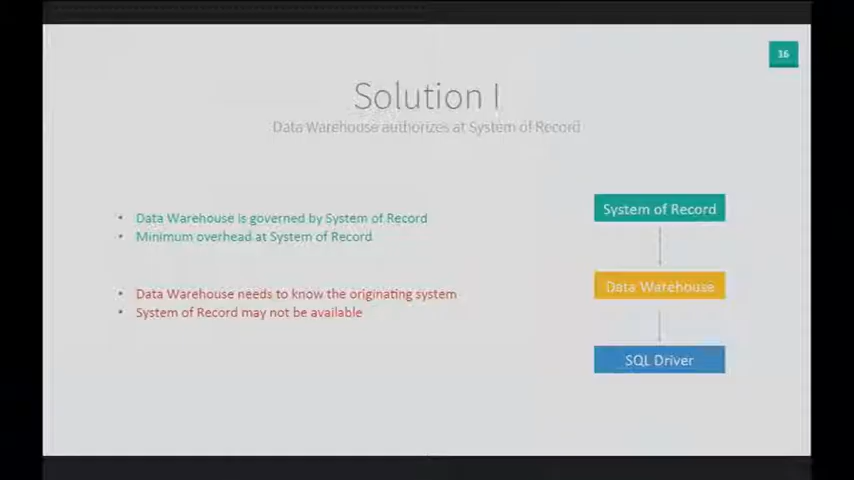 16
Solution I
Data Warehouse authorizes at System of Record
• Data Warehouse is governed by System of Record
• Minimum overhead at System of Record
• Data Warehouse needs to know the originating system
• System of Record may not be available
System of Record
Data Warehouse
SQL Driver